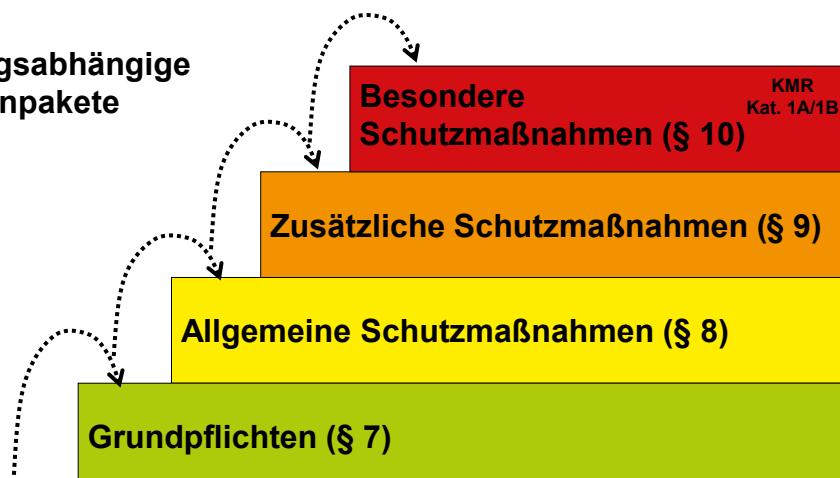 gsabhängige
npakete
Besondere
Schutzmaßnahmen (§ 10)
KMR
Kat. 1A/1B
Zusätzliche Schutzmaßnahmen (§ 9)
Allgemeine Schutzmaßnahmen (§ 8)
Grundpflichten (§ 7)